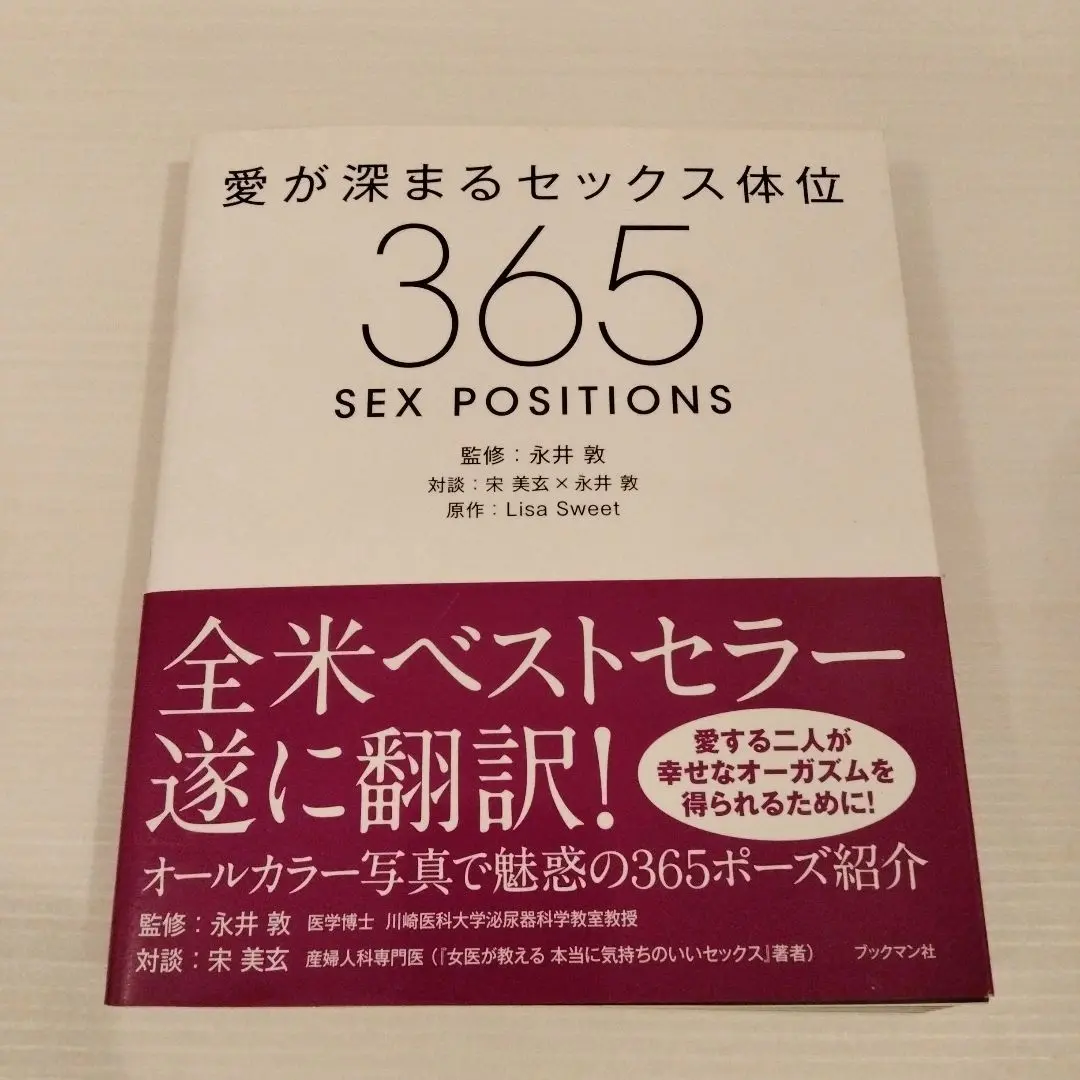 愛が深まるセックス体位
365
SEX POSITIONS
監修：永井 敦
対談：宋 美玄×永井 敦
原作：Lisa Sweet
全米ベストセラー
遂に翻訳！
愛する二人が
幸せなオーガズムを
得られるために！
オールカラー写真で魅惑の365ポーズ紹介
監修：永井 敦 医学博士 川崎医科大学泌尿器科学教室教授
対談：宋 美玄 産婦人科専門医（『女医が教える 本当に気持ちのいいセックス』著者） ブックマン社